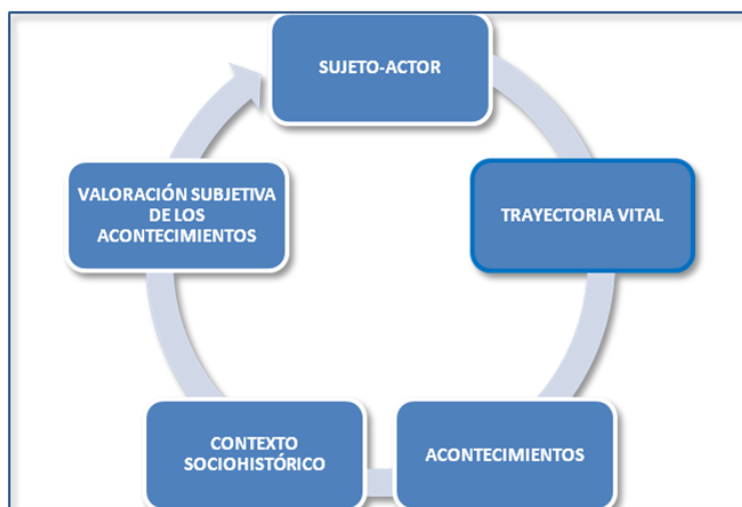 SUJETO-ACTOR
TRAYECTORIA VITAL
ACONTECIMIENTOS
CONTEXTO
SOCIOHISTÓRICO
VALORACIÓN SUBJETIVA
DE LOS
ACONTECIMIENTOS